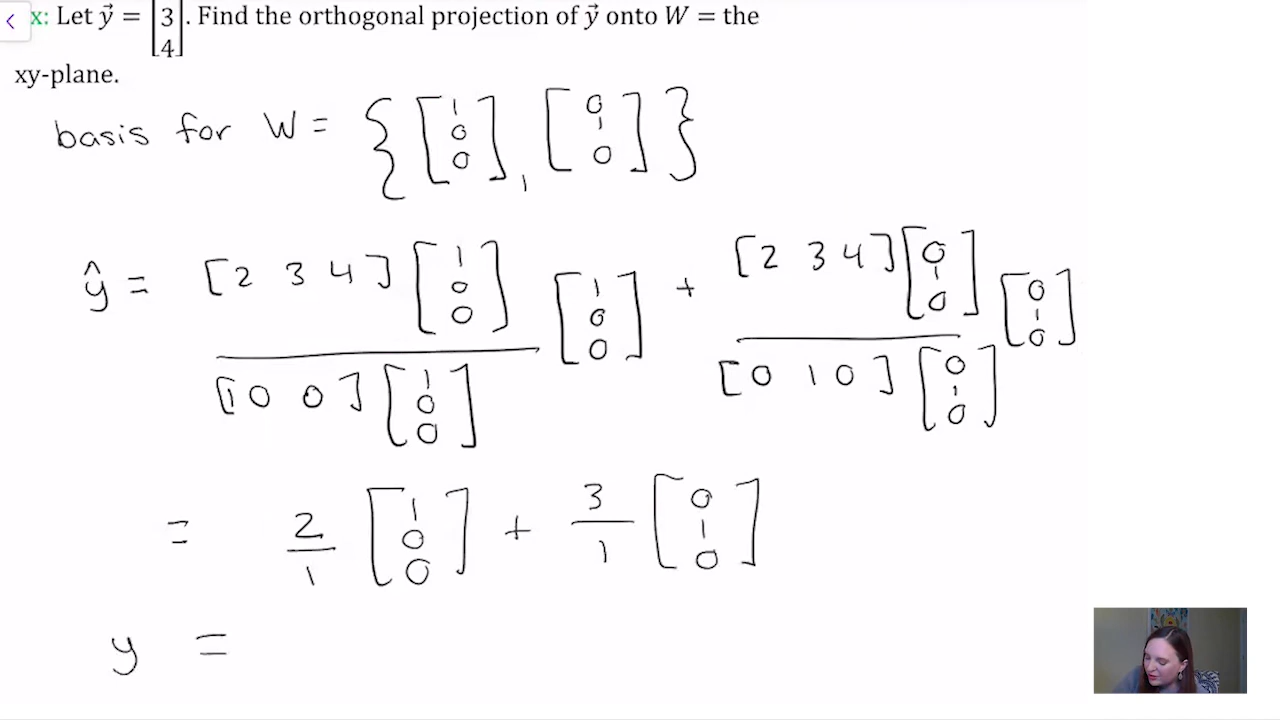 x: Let y⃗ = [3 4]. Find the orthogonal projection of y⃗ onto W = the
xy-plane.
basis for W = { [1 0 0], [0 1 0] }
ŷ = [2 3 4][1 0 0] / [1 0 0][1 0 0] [1 0 0] + [2 3 4][0 1 0] / [0 1 0][0 1 0] [0 1 0]
= 2/1 [1 0 0] + 3/1 [0 1 0]
y =